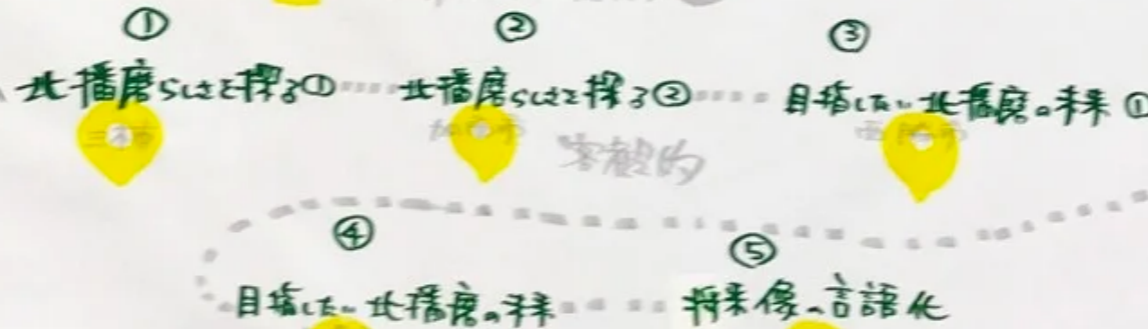 ① ② ③
北播磨らしさを探る① 北播磨らしさを探る② 目指したい北播磨の未来①
三木市 加西市 西脇市
客観的
④ ⑤
目指したい北播磨の未来 将来像の言語化